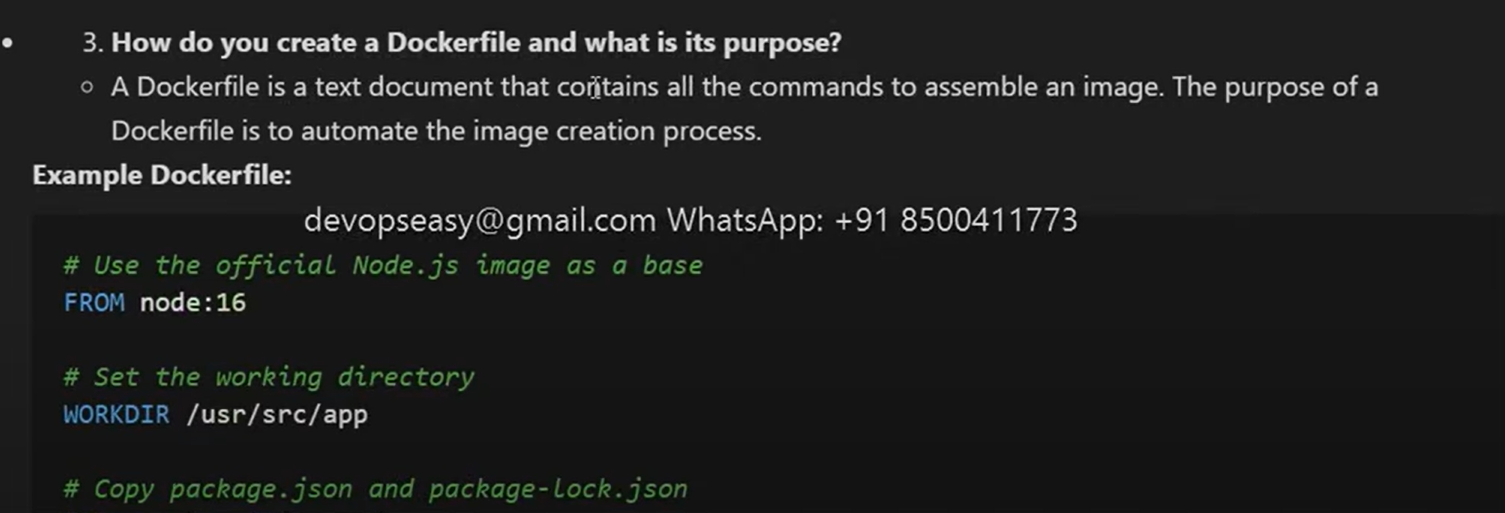 • 3. How do you create a Dockerfile and what is its purpose?
○ A Dockerfile is a text document that contains all the commands to assemble an image. The purpose of a
Dockerfile is to automate the image creation process.
Example Dockerfile:
devopseasy@gmail.com WhatsApp: +91 8500411773
# Use the official Node.js image as a base
FROM node:16
# Set the working directory
WORKDIR /usr/src/app
# Copy package.json and package-lock.json